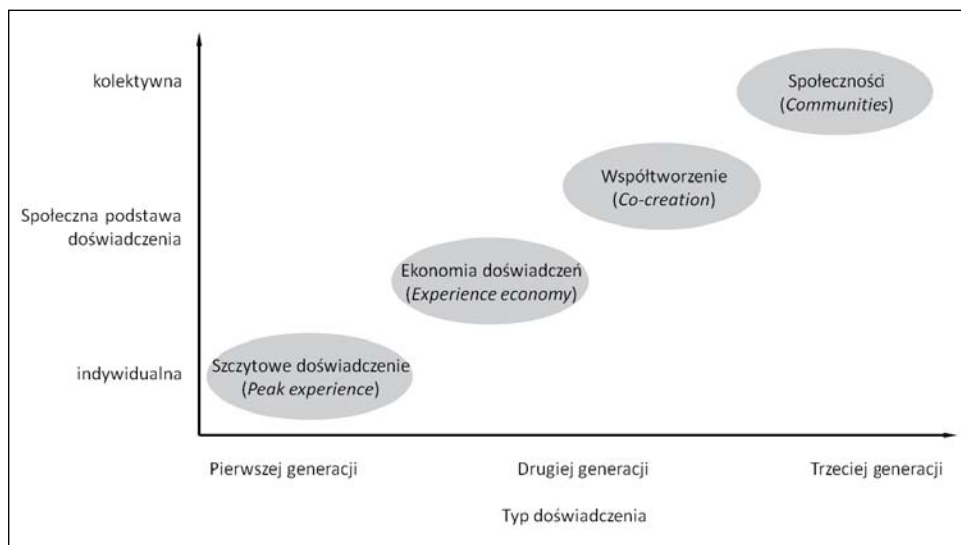 kolektywna
Społeczności
(Communities)
Współtworzenie
(Co-creation)
Społeczna podstawa
doświadczenia
Ekonomia doświadczeń
(Experience economy)
Szczytowe doświadczenie
(Peak experience)
indywidualna
Pierwszej generacji
Drugiej generacji
Trzeciej generacji
Typ doświadczenia